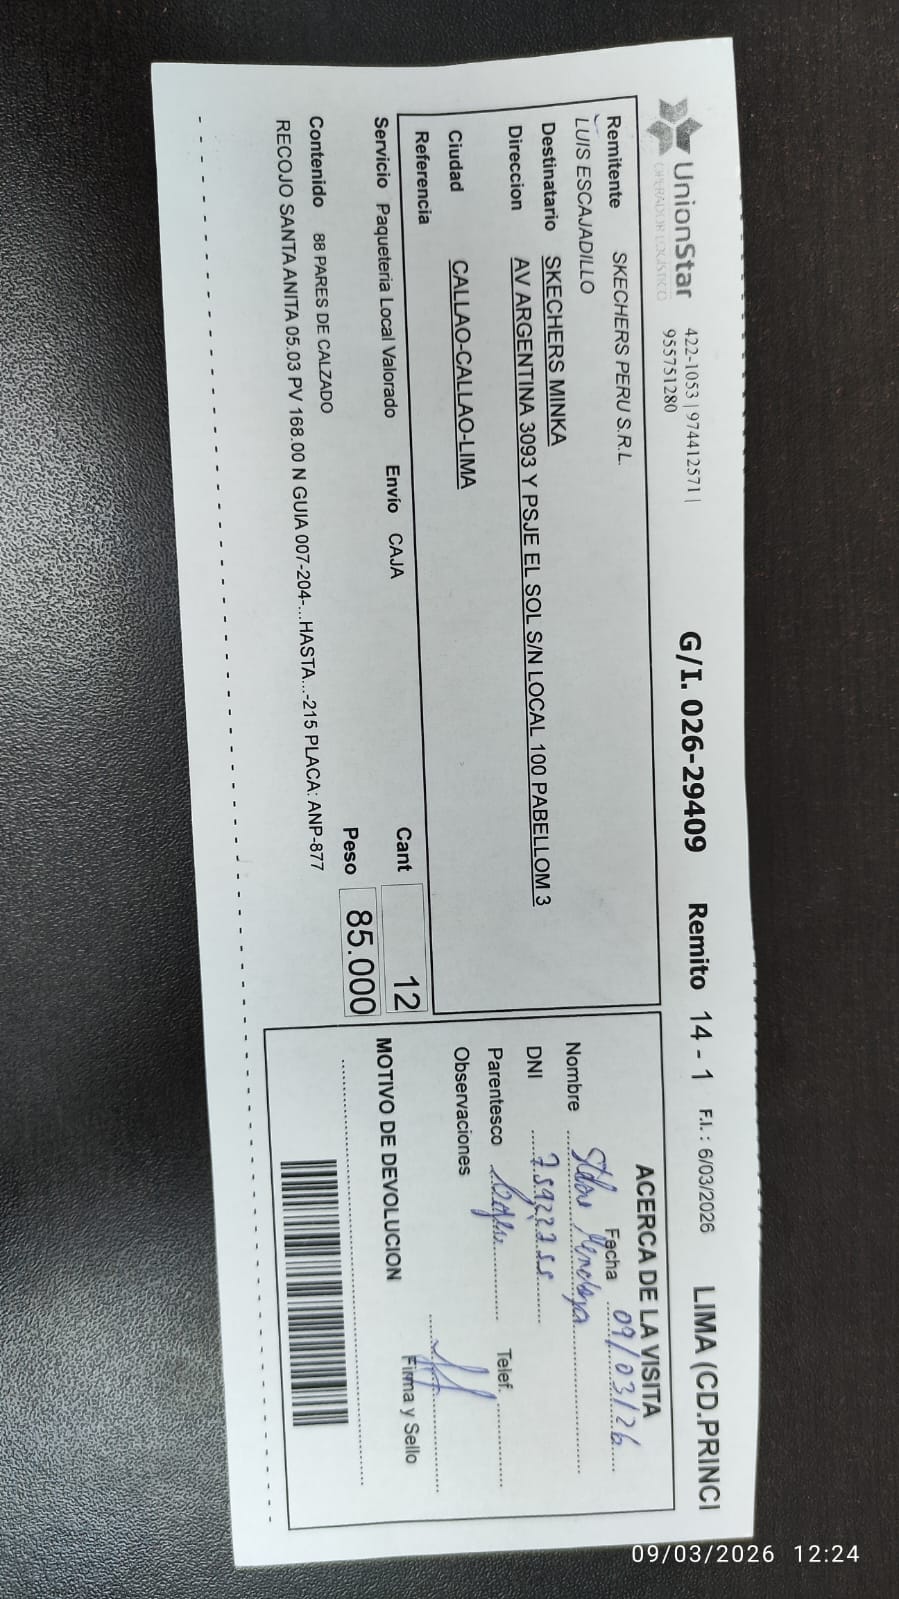 UnionStar
OPERADOR LOGÍSTICO
422-1053 | 974412571 |
955751280
G/I. 026-29409 Remito 14 - 1 F.I. : 6/03/2026 LIMA (CD.PRINCI
Remitente SKECHERS PERU S.R.L.
LUIS ESCAJADILLO
Destinatario SKECHERS MINKA
Direccion AV ARGENTINA 3093 Y PSJE EL SOL S/N LOCAL 100 PABELLOM 3
Ciudad CALLAO-CALLAO-LIMA
Referencia
Servicio Paqueteria Local Valorado Envío CAJA Cant 12
Peso 85.000
Contenido 88 PARES DE CALZADO
RECOJO SANTA ANITA 05.03 PV 168.00 N GUIA 007-204-...HASTA...-215 PLACA: ANP-877
ACERCA DE LA VISITA
Fecha 09/03/26
Nombre
DNI
Parentesco Telef.
Observaciones
Firma y Sello
MOTIVO DE DEVOLUCION
09/03/2026 12:24